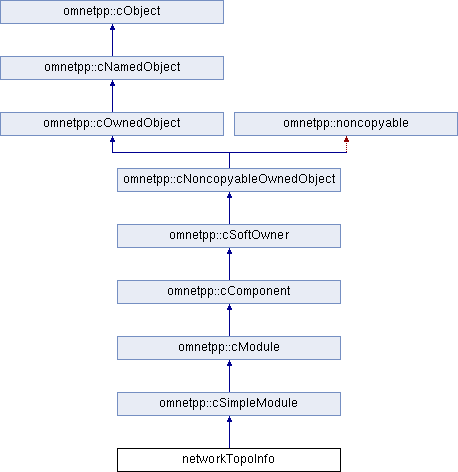 omnetpp::cObject
omnetpp::cNamedObject
omnetpp::cOwnedObject
omnetpp::noncopyable
omnetpp::cNoncopyableOwnedObject
omnetpp::cSoftOwner
omnetpp::cComponent
omnetpp::cModule
omnetpp::cSimpleModule
networkTopoInfo